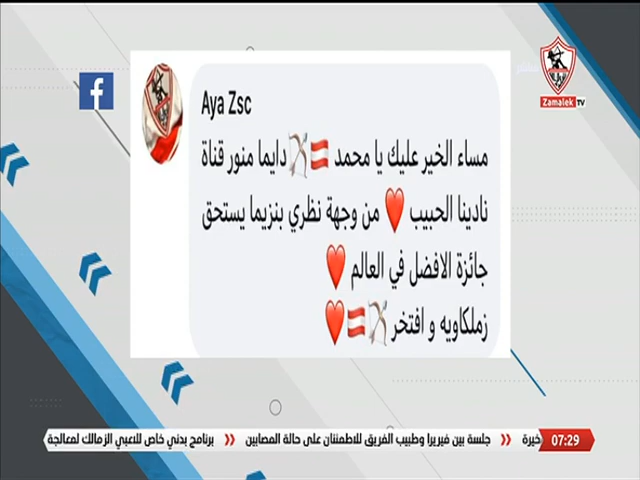 Zamalek TV
Aya Zsc
مساء الخير عليك يا محمد 🇦🇹🏹 دايما منور قناة
نادينا الحبيب ❤️ من وجهة نظري بنزيما يستحق
جائزة الافضل في العالم ❤️
زملكاويه و افتخر 🏹🇦🇹❤️
07:29 خيرة » جلسة بين فيريرا وطبيب الفريق للاطمئنان على حالة المصابين » برنامج بدني خاص للاعبي الزمالك لمعالجة